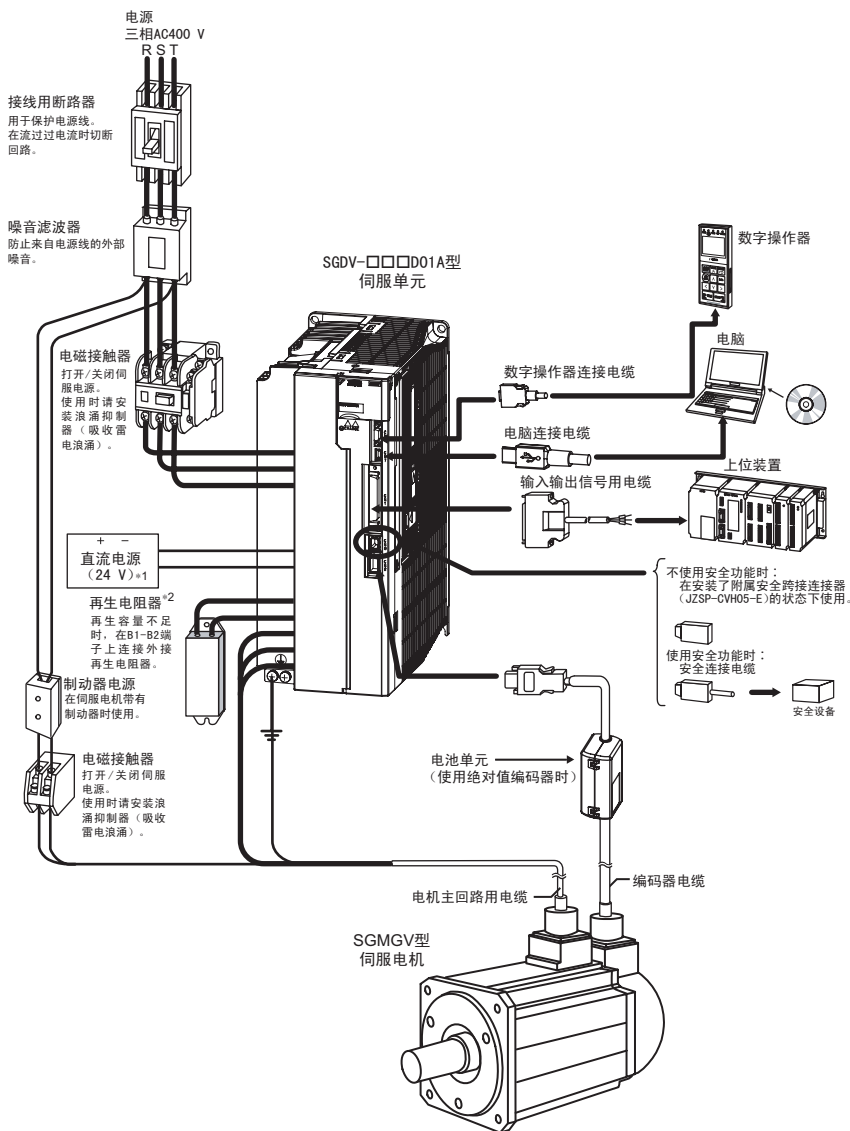 电源
三相AC400 V
R S T
接线用断路器
用于保护电源线。
在流过过电流时切断
回路。
噪音滤波器
防止来自电源线的外部
噪音。
SGDV-□□□D01A型
伺服单元
数字操作器
电磁接触器
打开/关闭伺
服电源。
使用时请安
装浪涌抑制
器（吸收雷
电浪涌）。
数字操作器连接电缆
电脑
电脑连接电缆
输入输出信号用电缆
上位装置
+ -
直流电源
（24 V）*1
再生电阻器*2
再生容量不足
时，在B1-B2端
子上连接外接
再生电阻器。
不使用安全功能时：
在安装了附属安全跨接连接器
（JZSP-CVH05-E）的状态下使用。
使用安全功能时：
安全连接电缆
安全设备
制动器电源
在伺服电机带有
制动器时使用。
电磁接触器
打开/关闭伺服
电源。
使用时请安装浪
涌抑制器（吸收
雷电浪涌）。
电池单元
（使用绝对值编码器时）
电机主回路用电缆
编码器电缆
SGMGV型
伺服电机